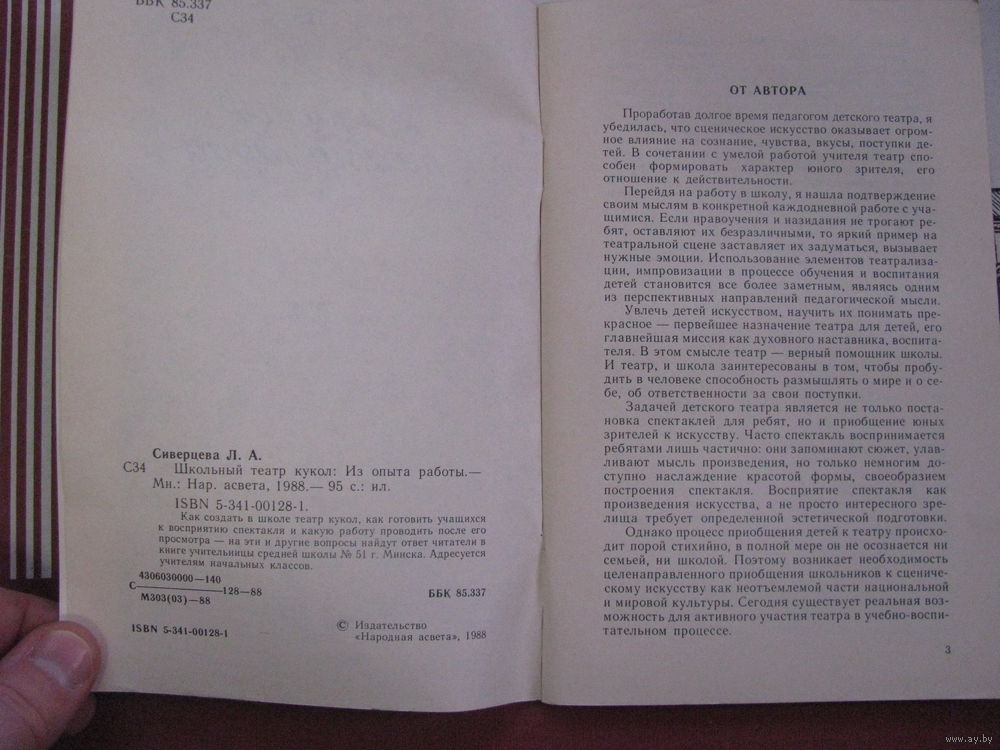 ББК 85.337
С34
Сиверцева Л. А.
С34 Школьный театр кукол: Из опыта работы.—
Мн.: Нар. асвета, 1988.— 95 с.: ил.
ISBN 5-341-00128-1.
Как создать в школе театр кукол, как готовить учащихся
к восприятию спектакля и какую работу проводить после его
просмотра — на эти и другие вопросы найдут ответ читатели в
книге учительницы средней школы № 51 г. Минска. Адресуется
учителям начальных классов.
4306030000—140
С 128—88
М303(03)—88
ББК 85.337
ISBN 5-341-00128-1
© Издательство
«Народная асвета», 1988
ОТ АВТОРА
Проработав долгое время педагогом детского театра, я
убедилась, что сценическое искусство оказывает огром-
ное влияние на сознание, чувства, вкусы, поступки де-
тей. В сочетании с умелой работой учителя театр спо-
собен формировать характер юного зрителя, его
отношение к действительности.
Перейдя на работу в школу, я нашла подтверждение
своим мыслям в конкретной каждодневной работе с уча-
щимися. Если нравоучения и назидания не трогают ре-
бят, оставляют их безразличными, то яркий пример на
театральной сцене заставляет их задуматься, вызывает
нужные эмоции. Использование элементов театрализа-
ции, импровизации в процессе обучения и воспитания
детей становится все более заметным, являясь одним
из перспективных направлений педагогической мысли.
Увлечь детей искусством, научить их понимать пре-
красное — первейшее назначение театра для детей, его
главнейшая миссия как духовного наставника, воспита-
теля. В этом смысле театр — верный помощник школы.
И театр, и школа заинтересованы в том, чтобы пробу-
дить в человеке способность размышлять о мире и о се-
бе, об ответственности за свои поступки.
Задачей детского театра является не только поста-
новка спектаклей для ребят, но и приобщение юных
зрителей к искусству. Часто спектакль воспринимается
ребятами лишь частично: они запоминают сюжет, улав-
ливают мысль произведения, но только немногим до-
ступно наслаждение красотой формы, своеобразием
построения спектакля. Восприятие спектакля как
произведения искусства, а не просто интересного зре-
лища требует определенной эстетической подготовки.
Однако процесс приобщения детей к театру происхо-
дит порой стихийно, в полной мере он не осознается ни
семьей, ни школой. Поэтому возникает необходимость
целенаправленного приобщения школьников к сцениче-
скому искусству как неотъемлемой части национальной
и мировой культуры. Сегодня существует реальная воз-
можность для активного участия театра в учебно-воспи-
тательном процессе.
3
www.ay.by